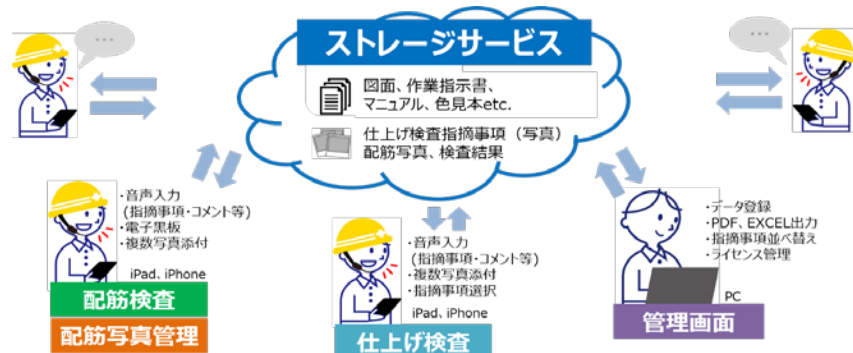 …
…
ストレージサービス
図面、作業指示書、
マニュアル、色見本etc.
仕上げ検査指摘事項（写真）
配筋写真、検査結果
・音声入力
(指摘事項・コメント等)
・電子黒板
・複数写真添付
iPad、iPhone
配筋検査
配筋写真管理
・音声入力
(指摘事項・コメント等)
・複数写真添付
・指摘事項選択
iPad、iPhone
仕上げ検査
・データ登録
・PDF、EXCEL出力
・指摘事項並べ替え
・ライセンス管理
PC
管理画面